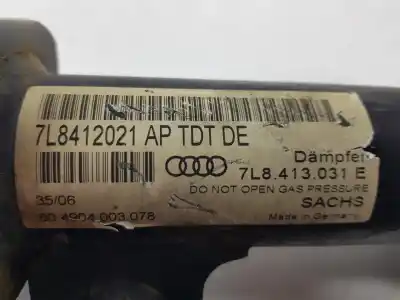 7L8412021 AP TDT DE
Dämpfer
7L8.413.031 E
DO NOT OPEN GAS PRESSURE
35/06
SACHS
4904 003 078
Made in Germany